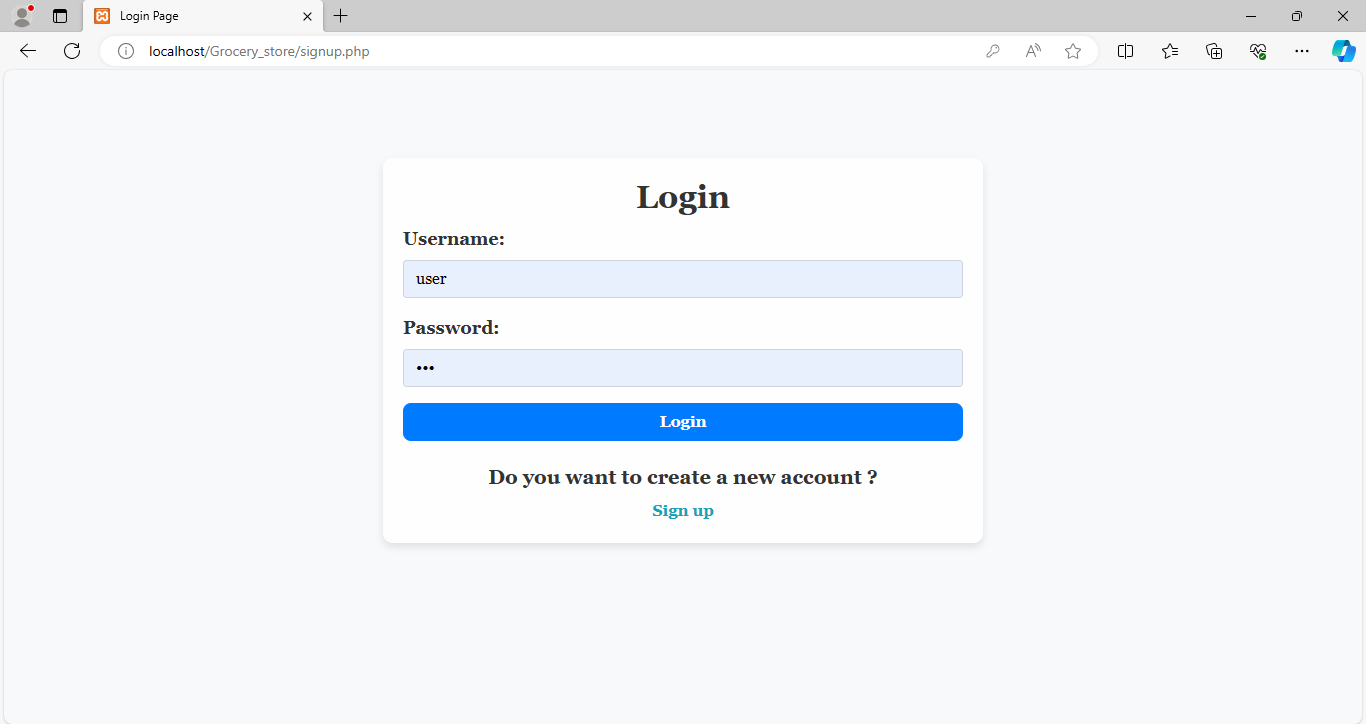 Login Page
localhost/Grocery_store/signup.php
Login
Username:
user
Password:
•••
Login
Do you want to create a new account ?
Sign up